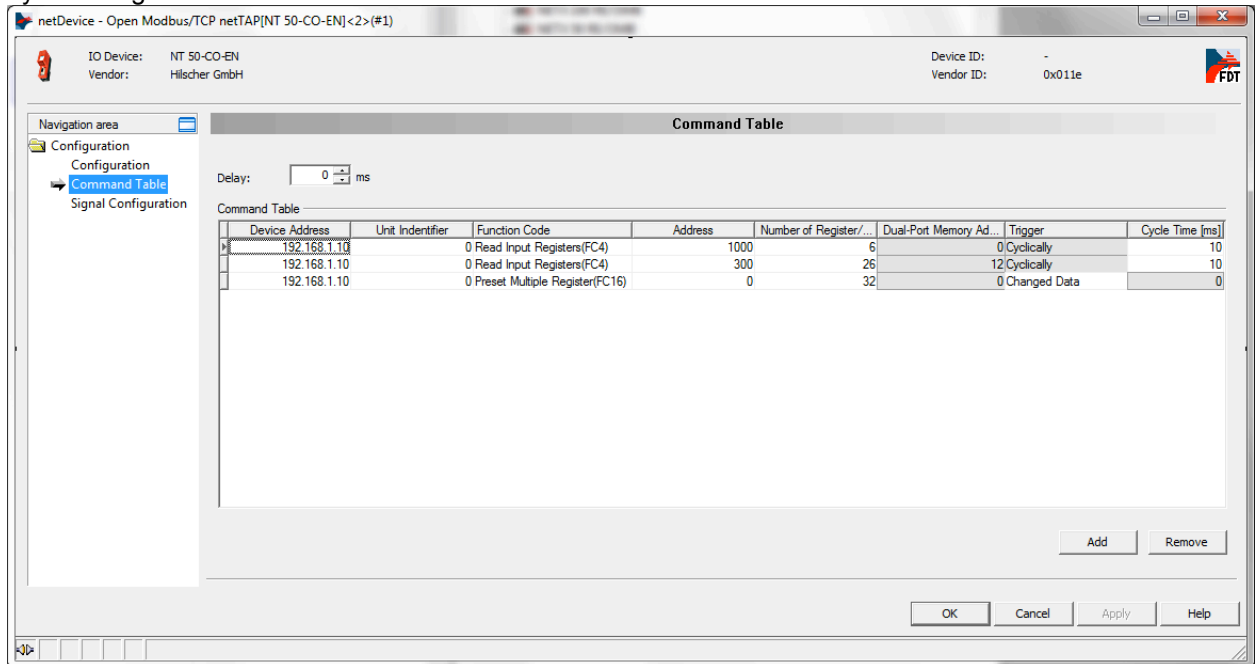 netDevice - Open Modbus/TCP netTAP[NT 50-CO-EN]<2>(#1)
IO Device: NT 50-CO-EN Device ID: -
Vendor: Hilscher GmbH Vendor ID: 0x011e
FDT
Navigation area Command Table
Configuration
Configuration
Command Table
Signal Configuration
Delay: 0 ms
Command Table
Device Address Unit Indentifier Function Code Address Number of Register/... Dual-Port Memory Ad... Trigger Cycle Time [ms]
192.168.1.10 0 Read Input Registers(FC4) 1000 6 0 Cyclically 10
192.168.1.10 0 Read Input Registers(FC4) 300 26 12 Cyclically 10
192.168.1.10 0 Preset Multiple Register(FC16) 0 32 0 Changed Data 0
Add Remove
OK Cancel Apply Help